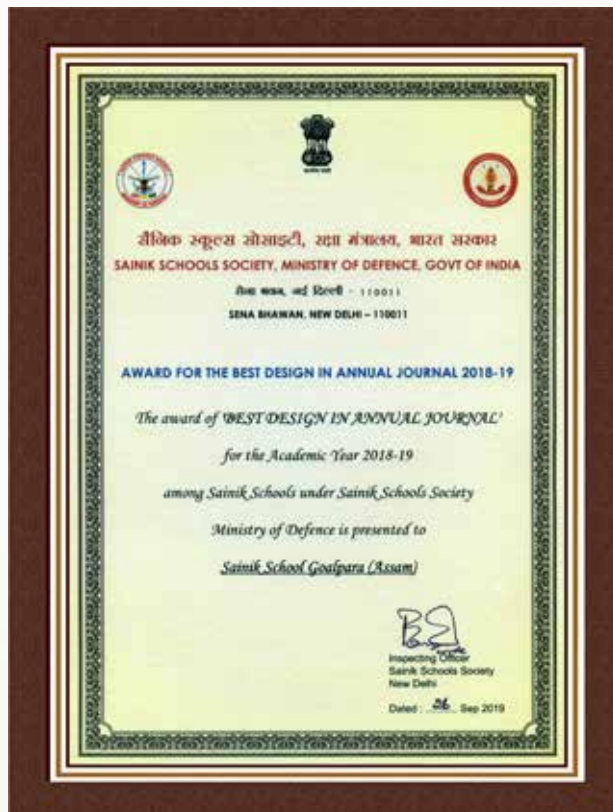 सैनिक स्कूल्स सोसाइटी, रक्षा मंत्रालय, भारत सरकार
SAINIK SCHOOLS SOCIETY, MINISTRY OF DEFENCE, GOVT OF INDIA
सेना भवन, नई दिल्ली - 110011
SENA BHAWAN, NEW DELHI – 110011
AWARD FOR THE BEST DESIGN IN ANNUAL JOURNAL 2018-19
The award of 'BEST DESIGN IN ANNUAL JOURNAL'
for the Academic Year 2018-19
among Sainik Schools under Sainik Schools Society
Ministry of Defence is presented to
Sainik School Goalpara (Assam)
Inspecting Officer
Sainik Schools Society
New Delhi
Dated : 26 Sep 2019